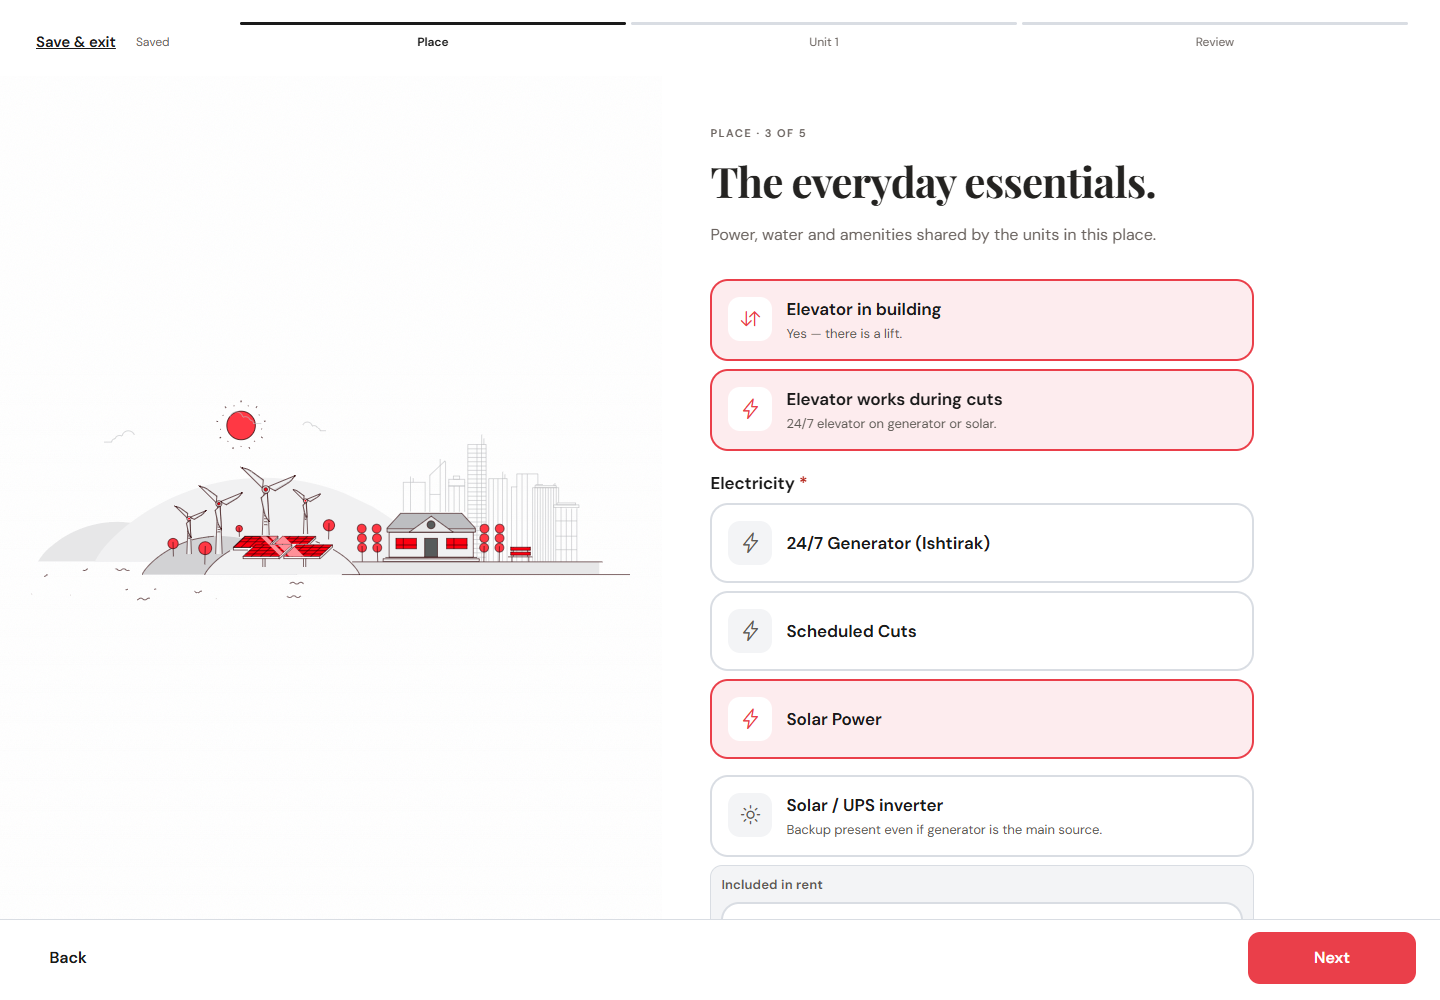 Save & exit
Saved
Place
Unit 1
Review
PLACE · 3 OF 5
The everyday essentials.
Power, water and amenities shared by the units in this place.
Elevator in building
Yes — there is a lift.
Elevator works during cuts
24/7 elevator on generator or solar.
Electricity *
24/7 Generator (Ishtirak)
Scheduled Cuts
Solar Power
Solar / UPS inverter
Backup present even if generator is the main source.
Included in rent
Back
Next